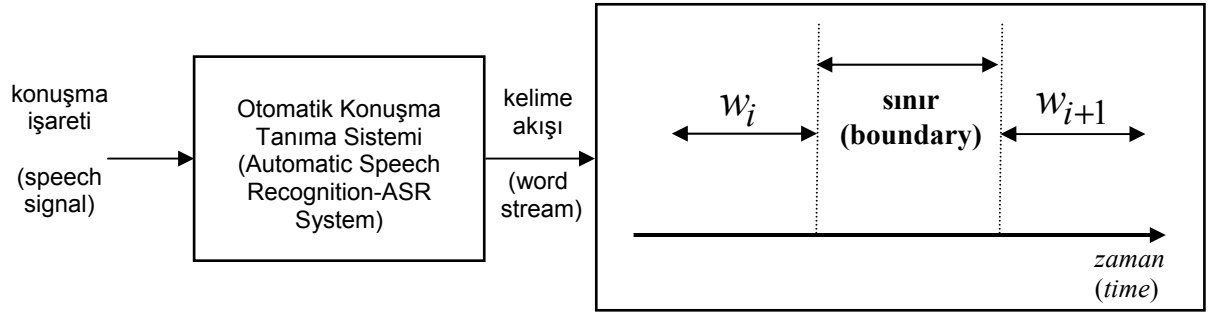 konuşma
işareti
(speech
signal)
Otomatik Konuşma
Tanıma Sistemi
(Automatic Speech
Recognition-ASR
System)
kelime
akışı
(word
stream)
w_i
sınır
(boundary)
w_{i+1}
zaman
(time)